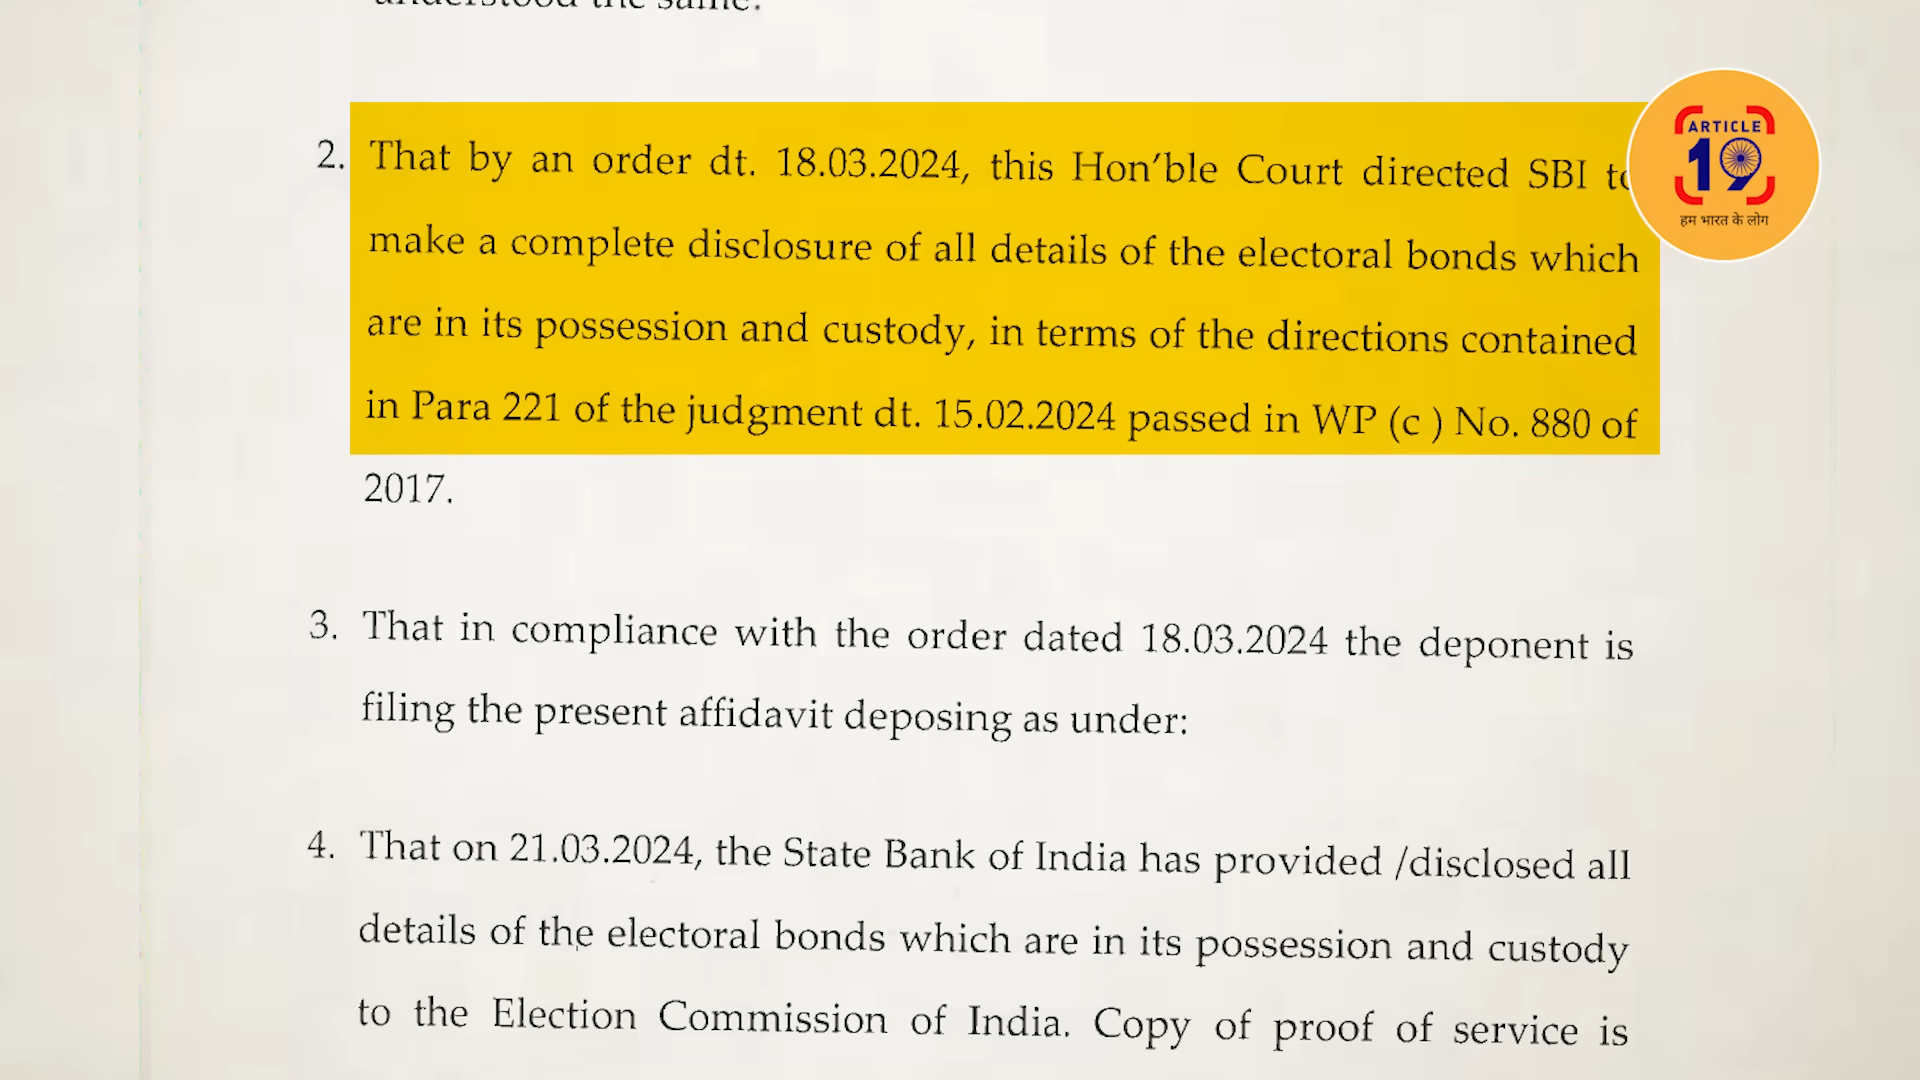 understood the same.
2. That by an order dt. 18.03.2024, this Hon'ble Court directed SBI to
make a complete disclosure of all details of the electoral bonds which
are in its possession and custody, in terms of the directions contained
in Para 221 of the judgment dt. 15.02.2024 passed in WP (c ) No. 880 of
2017.
3. That in compliance with the order dated 18.03.2024 the deponent is
filing the present affidavit deposing as under:
4. That on 21.03.2024, the State Bank of India has provided /disclosed all
details of the electoral bonds which are in its possession and custody
to the Election Commission of India. Copy of proof of service is
ARTICLE
19
हम भारत के लोग